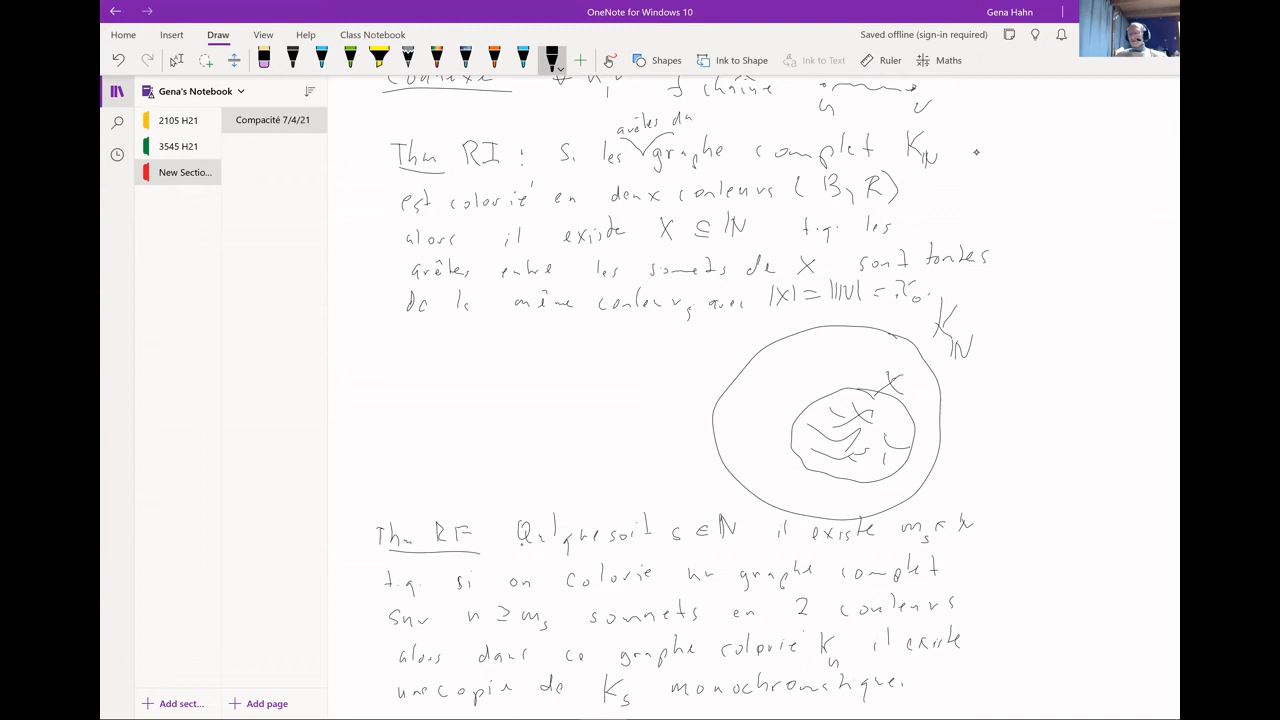 OneNote for Windows 10
Gena Hahn
Home Insert Draw View Help Class Notebook
Saved offline (sign-in required)
Shapes Ink to Shape Ink to Text Ruler Maths
Gena's Notebook
2105 H21
3545 H21
New Sectio...
Compacité 7/4/21
Add sect...
Add page
Connexe ∀ u, v ∃ chaîne u v
arêtes du
Thm RI : Si les graphe complet K_ℕ
est colorié en deux couleurs (B, R)
alors il existe X ⊆ ℕ t.q. les
arêtes entre les sommets de X sont toutes
de la même couleur, avec |X| = |ℕ| = ℵ₀.
K_ℕ
X
Thm RF Quelque soit s ∈ ℕ il existe m_s ∈ ℕ
t.q. si on colorie un graphe complet
sur n ≥ m_s sommets en 2 couleurs
alors dans ce graphe colorié K_n il existe
une copie de K_s monochromatique.